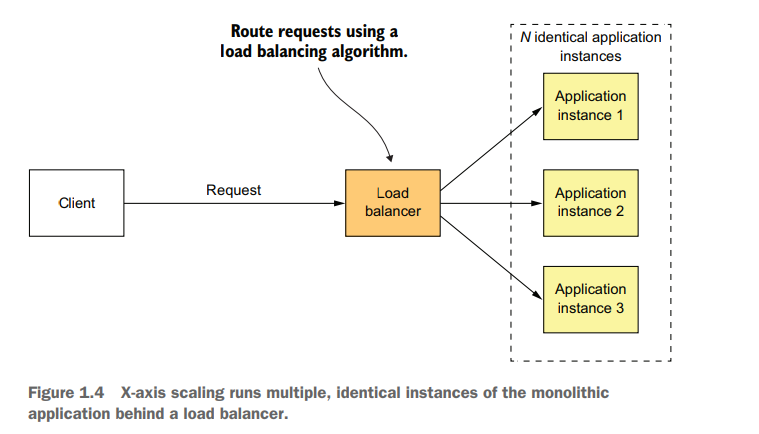 Route requests using a
load balancing algorithm.
N identical application
instances
Application
instance 1
Client
Request
Load
balancer
Application
instance 2
Application
instance 3
Figure 1.4 X-axis scaling runs multiple, identical instances of the monolithic
application behind a load balancer.